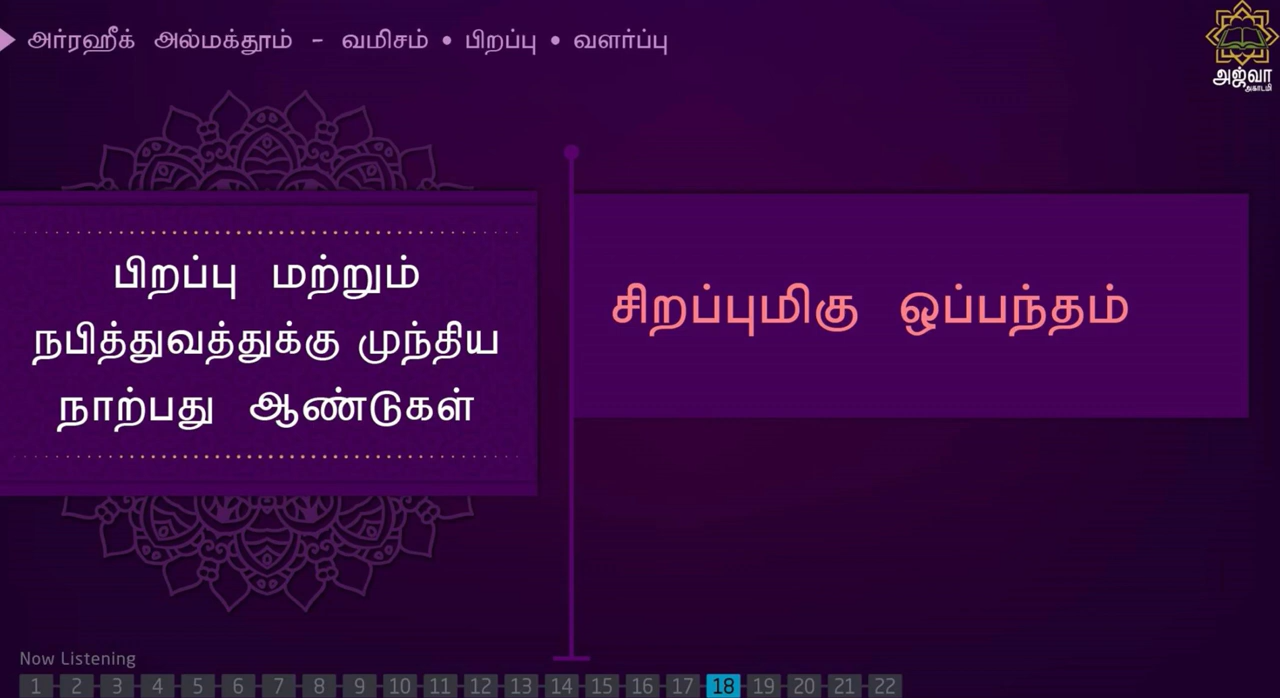 அர்ரஹீக் அல்மக்தூம் - வமிசம் • பிறப்பு • வளர்ப்பு
அஜ்வா
அகாடமி
பிறப்பு மற்றும்
நபித்துவத்துக்கு முந்திய
நாற்பது ஆண்டுகள்
சிறப்புமிகு ஒப்பந்தம்
Now Listening
1 2 3 4 5 6 7 8 9 10 11 12 13 14 15 16 17 18 19 20 21 22